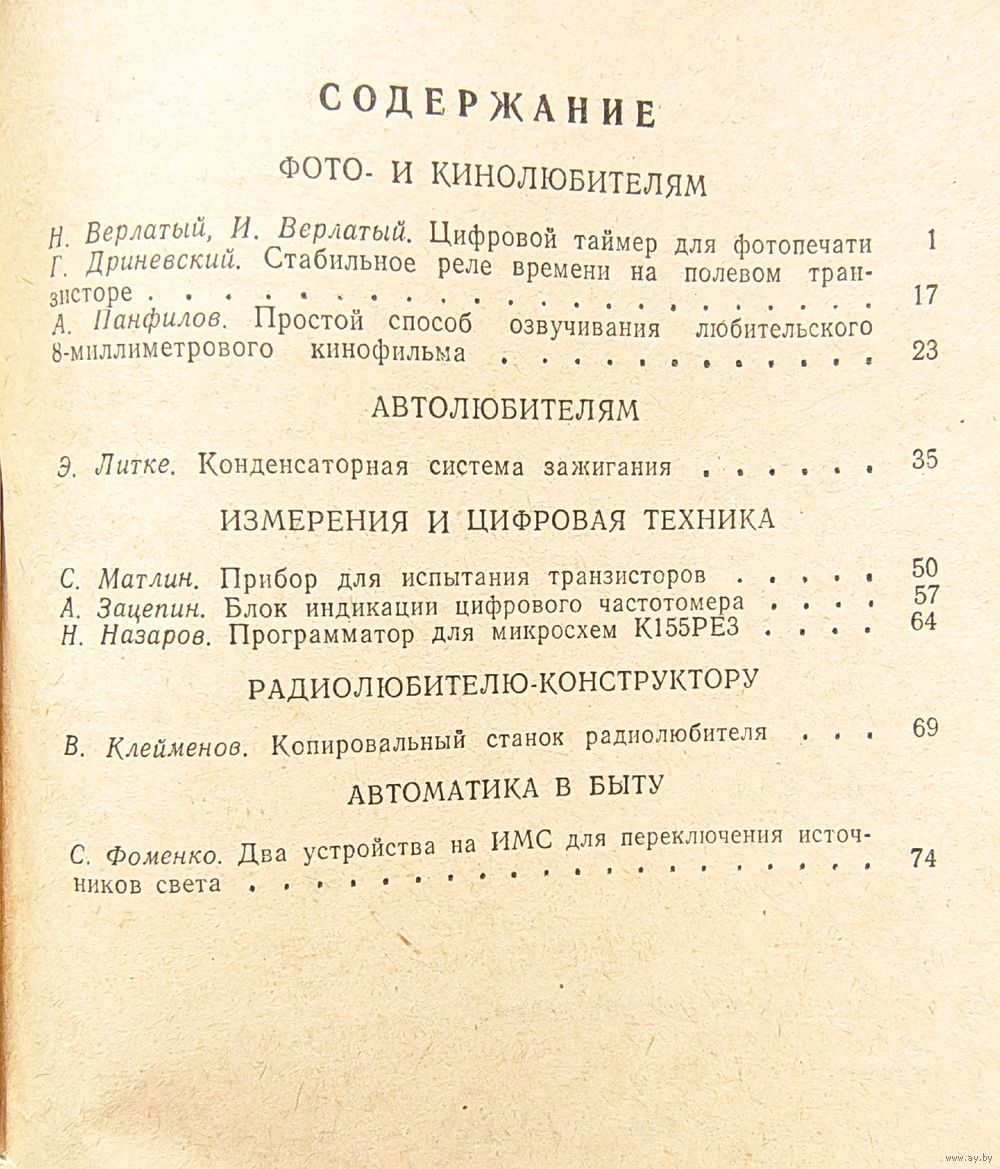 СОДЕРЖАНИЕ
ФОТО- И КИНОЛЮБИТЕЛЯМ
Н. Верлатый, И. Верлатый. Цифровой таймер для фотопечати 1
Г. Дриневский. Стабильное реле времени на полевом тран-
зисторе . . . . . . . . . . . . . . . . . . . . 17
А. Панфилов. Простой способ озвучивания любительского
8-миллиметрового кинофильма . . . . . . . . . . 23
АВТОЛЮБИТЕЛЯМ
Э. Литке. Конденсаторная система зажигания . . . . . . 35
ИЗМЕРЕНИЯ И ЦИФРОВАЯ ТЕХНИКА
С. Матлин. Прибор для испытания транзисторов . . . . . 50
А. Зацепин. Блок индикации цифрового частотомера . . . . 57
Н. Назаров. Программатор для микросхем К155РЕ3 . . . . 64
РАДИОЛЮБИТЕЛЮ-КОНСТРУКТОРУ
В. Клейменов. Копировальный станок радиолюбителя . . . 69
АВТОМАТИКА В БЫТУ
С. Фоменко. Два устройства на ИМС для переключения источ-
ников света . . . . . . . . . . . . . . . . . . . 74
www.ay.by